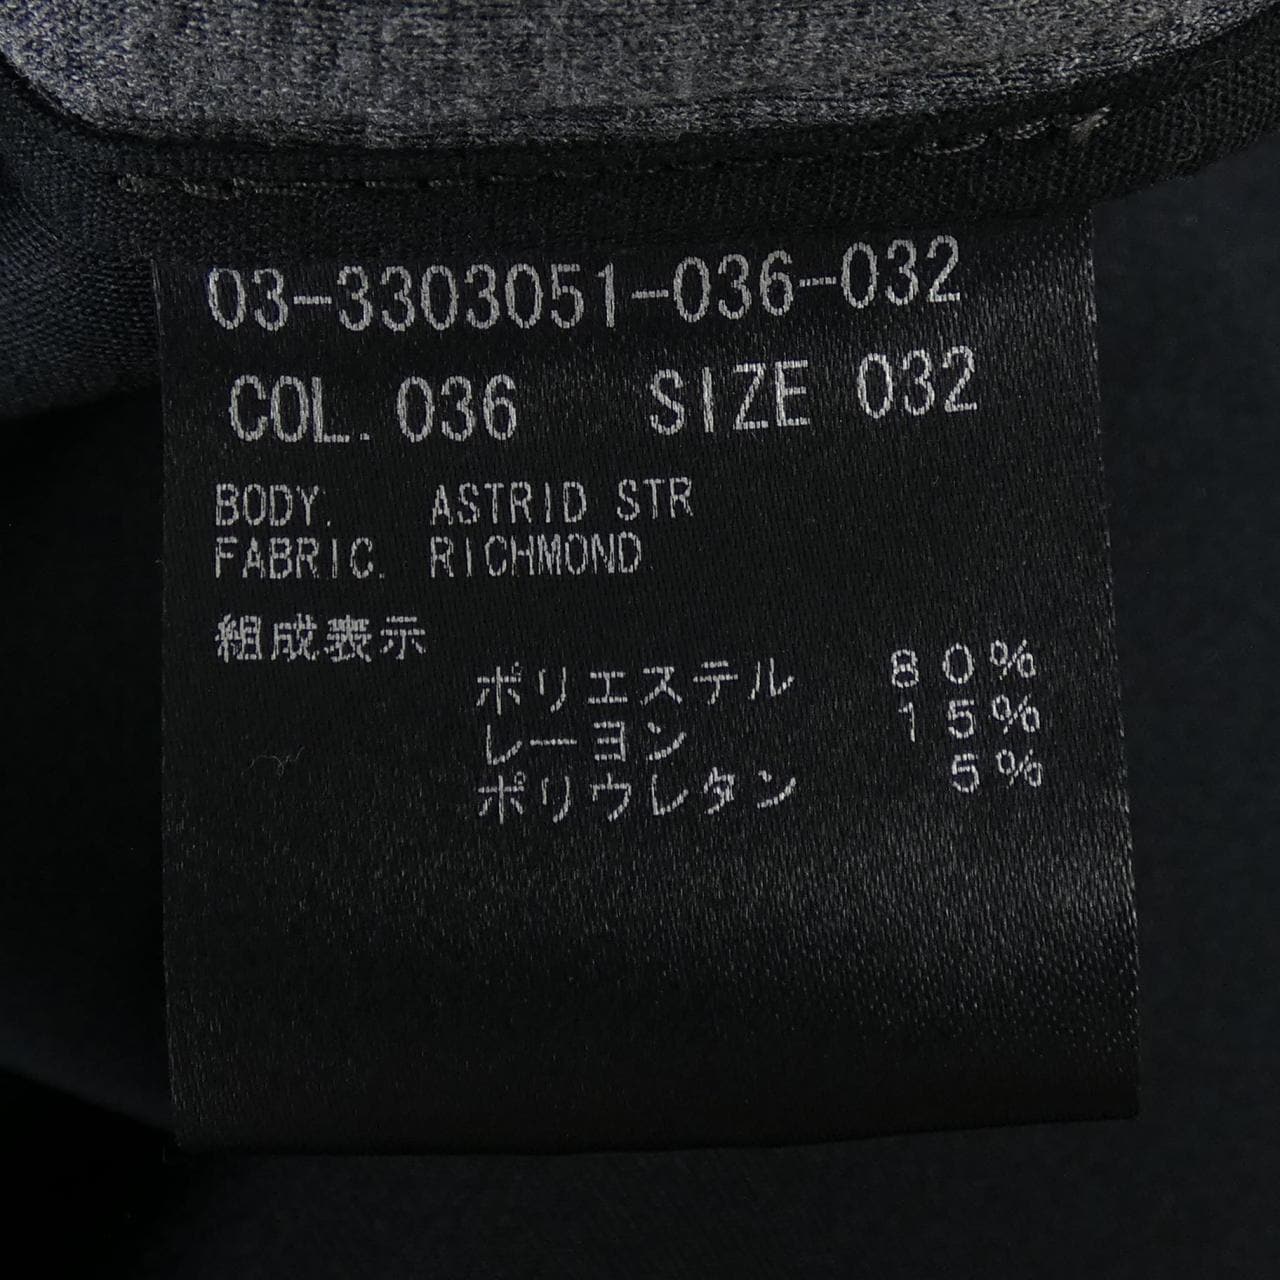 03-3303051-036-032
COL. 036 SIZE 032
BODY. ASTRID STR
FABRIC. RICHMOND
組成表示
ポリエステル 80%
レーヨン 15%
ポリウレタン 5%